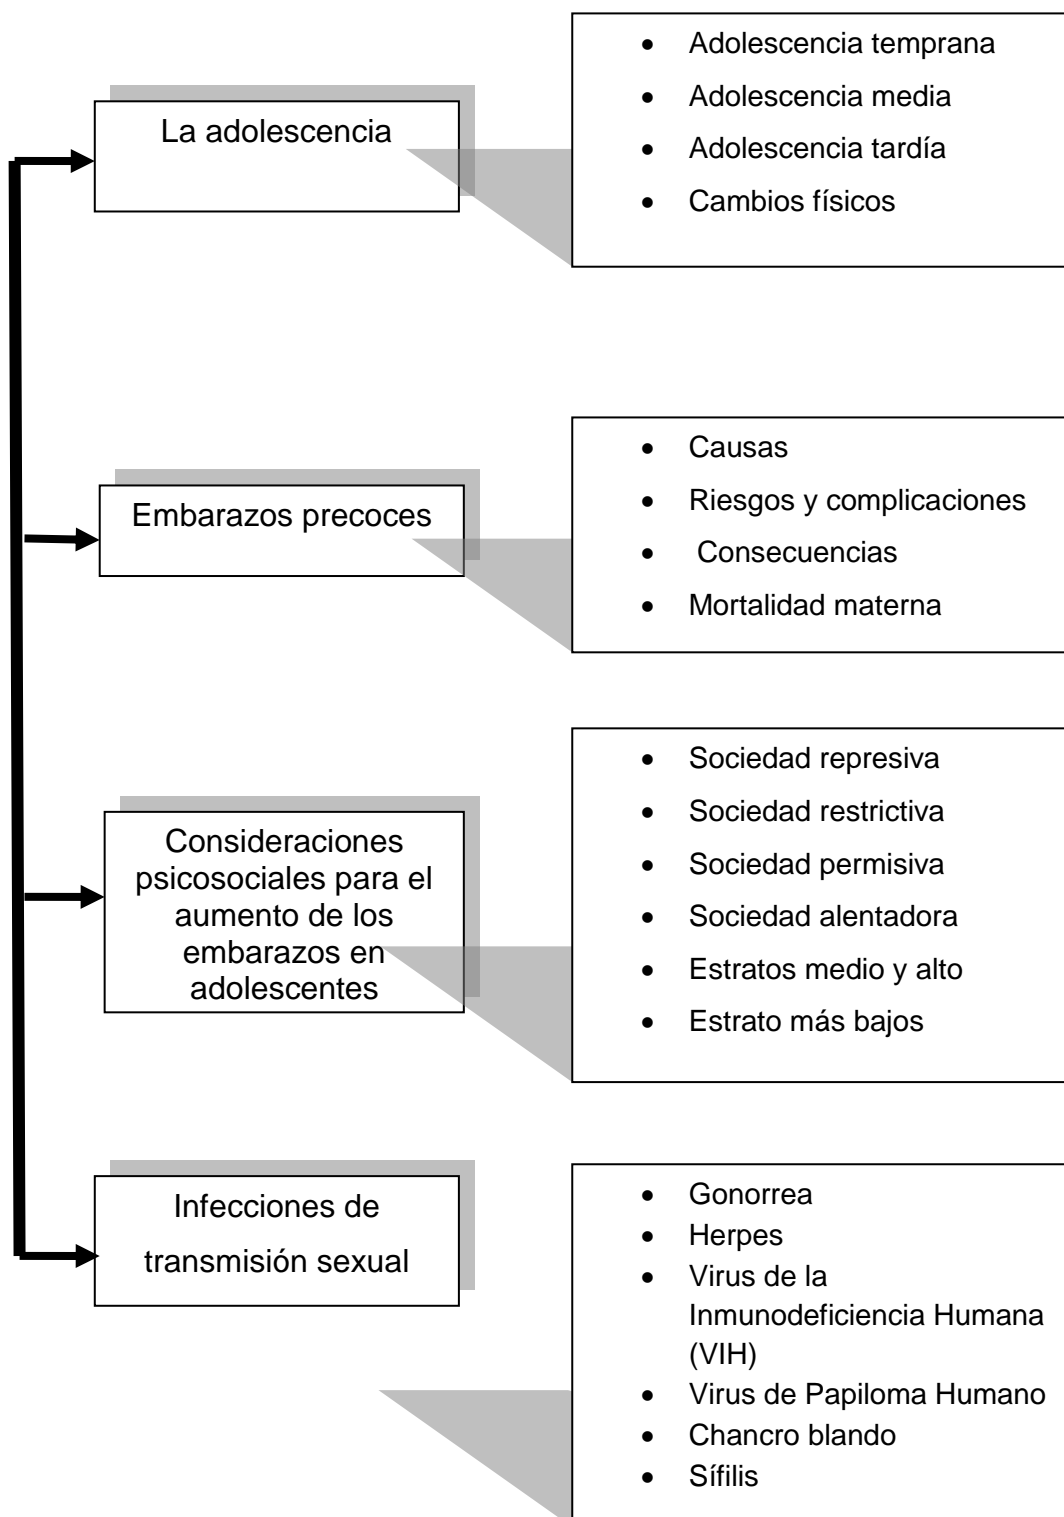 La adolescencia
• Adolescencia temprana
• Adolescencia media
• Adolescencia tardía
• Cambios físicos
Embarazos precoces
• Causas
• Riesgos y complicaciones
• Consecuencias
• Mortalidad materna
Consideraciones
psicosociales para el
aumento de los
embarazos en
adolescentes
• Sociedad represiva
• Sociedad restrictiva
• Sociedad permisiva
• Sociedad alentadora
• Estratos medio y alto
• Estrato más bajos
Infecciones de
transmisión sexual
• Gonorrea
• Herpes
• Virus de la
Inmunodeficiencia Humana
(VIH)
• Virus de Papiloma Humano
• Chancro blando
• Sífilis